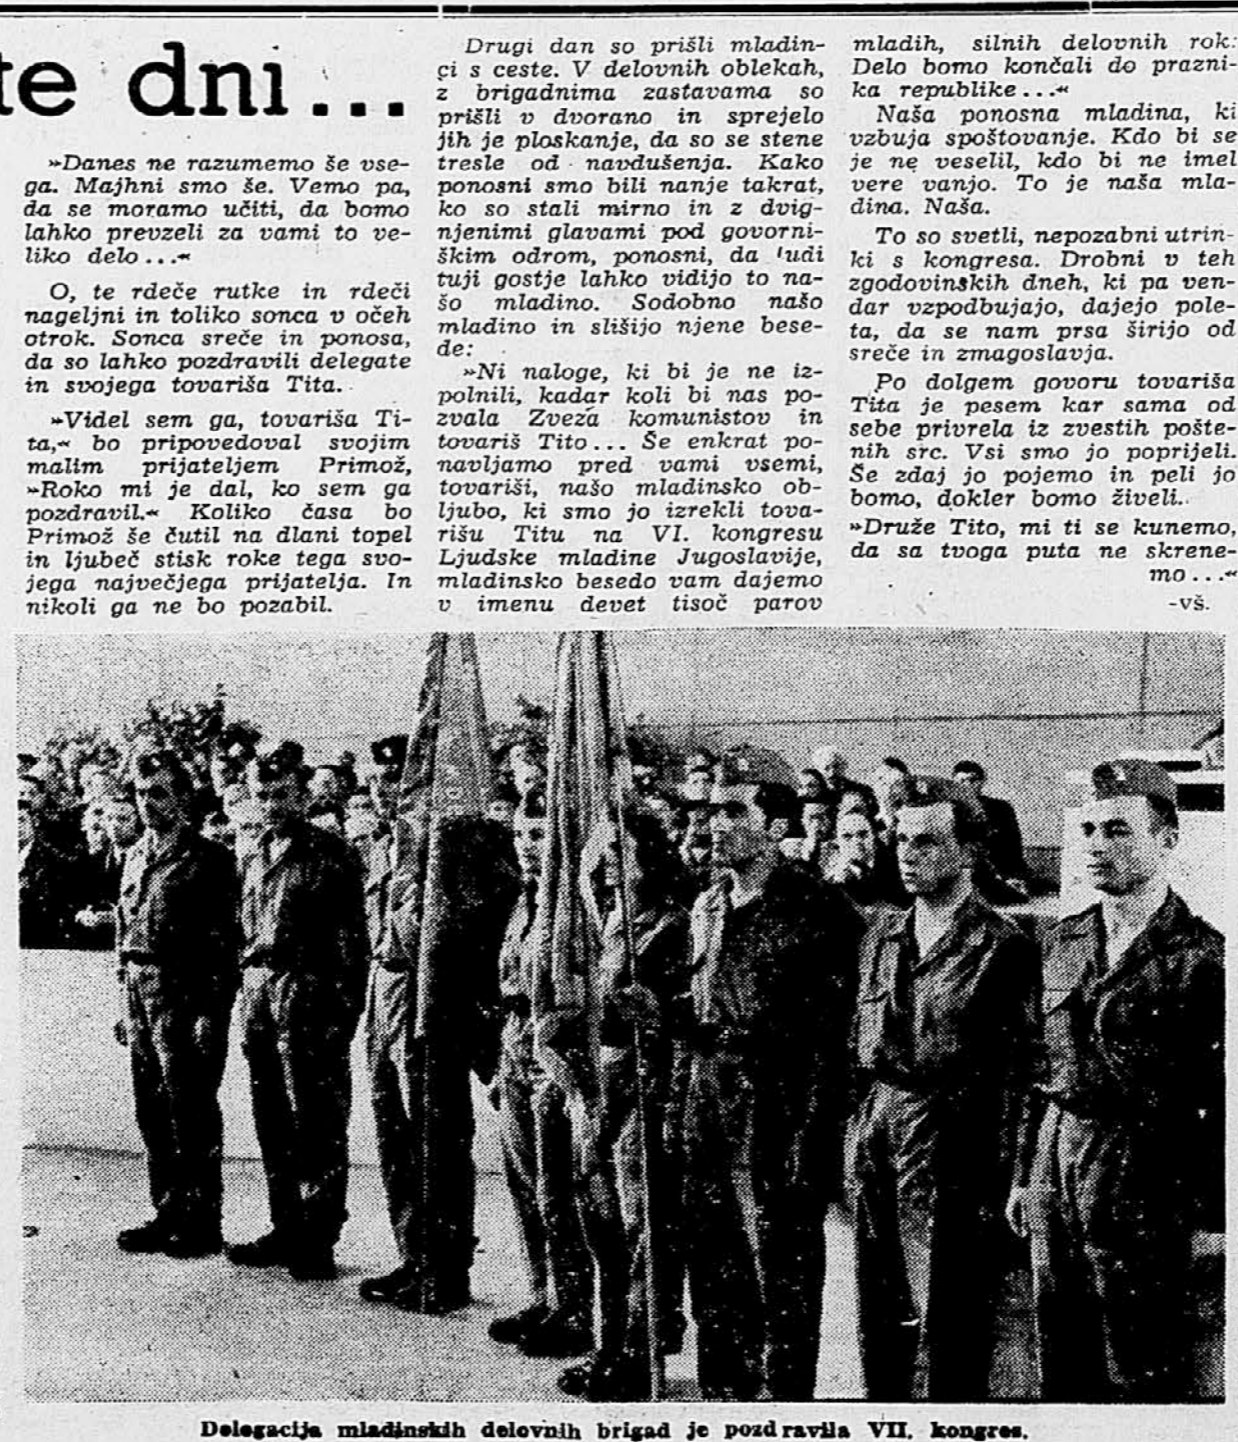 te dni...
»Danes ne razumemo še vse-
ga. Majhni smo še. Vemo pa,
da se moramo učiti, da bomo
lahko prevzeli za vami to ve-
liko delo...«
O, te rdeče rutke in rdeči
nageljni in toliko sonca v očeh
otrok. Sonca sreče in ponosa,
da so lahko pozdravili delegate
in svojega tovariša Tita.
»Videl sem ga, tovariša Ti-
ta,« bo pripovedoval svojim
malim prijateljem Primož,
»Roko mi je dal, ko sem ga
pozdravil.« Koliko časa bo
Primož še čutil na dlani topel
in ljubeč stisk roke tega svo-
jega največjega prijatelja. In
nikoli ga ne bo pozabil.
Drugi dan so prišli mladin-
ci s ceste. V delovnih oblekah,
z brigadnima zastavama so
prišli v dvorano in sprejelo
jih je ploskanje, da so se stene
tresle od navdušenja. Kako
ponosni smo bili nanje takrat,
ko so stali mirno in z dvig-
njenimi glavami pod govorni-
škim odrom, ponosni, da tudi
tuji gostje lahko vidijo to na-
šo mladino. Sodobno našo
mladino in slišijo njene bese-
de:
»Ni naloge, ki bi je ne iz-
polnili, kadar koli bi nas po-
zvala Zveza komunistov in
tovariš Tito... Še enkrat po-
navljamo pred vami vsemi,
tovariši, našo mladinsko ob-
ljubo, ki smo jo izrekli tova-
rišu Titu na VI. kongresu
Ljudske mladine Jugoslavije,
mladinsko besedo vam dajemo
v imenu devet tisoč parov
mladih, silnih delovnih rok:
Delo bomo končali do prazni-
ka republike...«
Naša ponosna mladina, ki
vzbuja spoštovanje. Kdo bi se
je ne veselil, kdo bi ne imel
vere vanjo. To je naša mla-
dina. Naša.
To so svetli, nepozabni utrin-
ki s kongresa. Drobni v teh
zgodovinskih dneh, ki pa ven-
dar vzpodbujajo, dajejo pole-
ta, da se nam prsa širijo od
sreče in zmagoslavja.
Po dolgem govoru tovariša
Tita je pesem kar sama od
sebe privrela iz zvestih pošte-
nih src. Vsi smo jo poprijeli.
Še zdaj jo pojemo in peli jo
bomo, dokler bomo živeli.
»Druže Tito, mi ti se kunemo,
da sa tvoga puta ne skrene-
mo...«
-vš.
Delegacija mladinskih delovnih brigad je pozdravila VII. kongres.